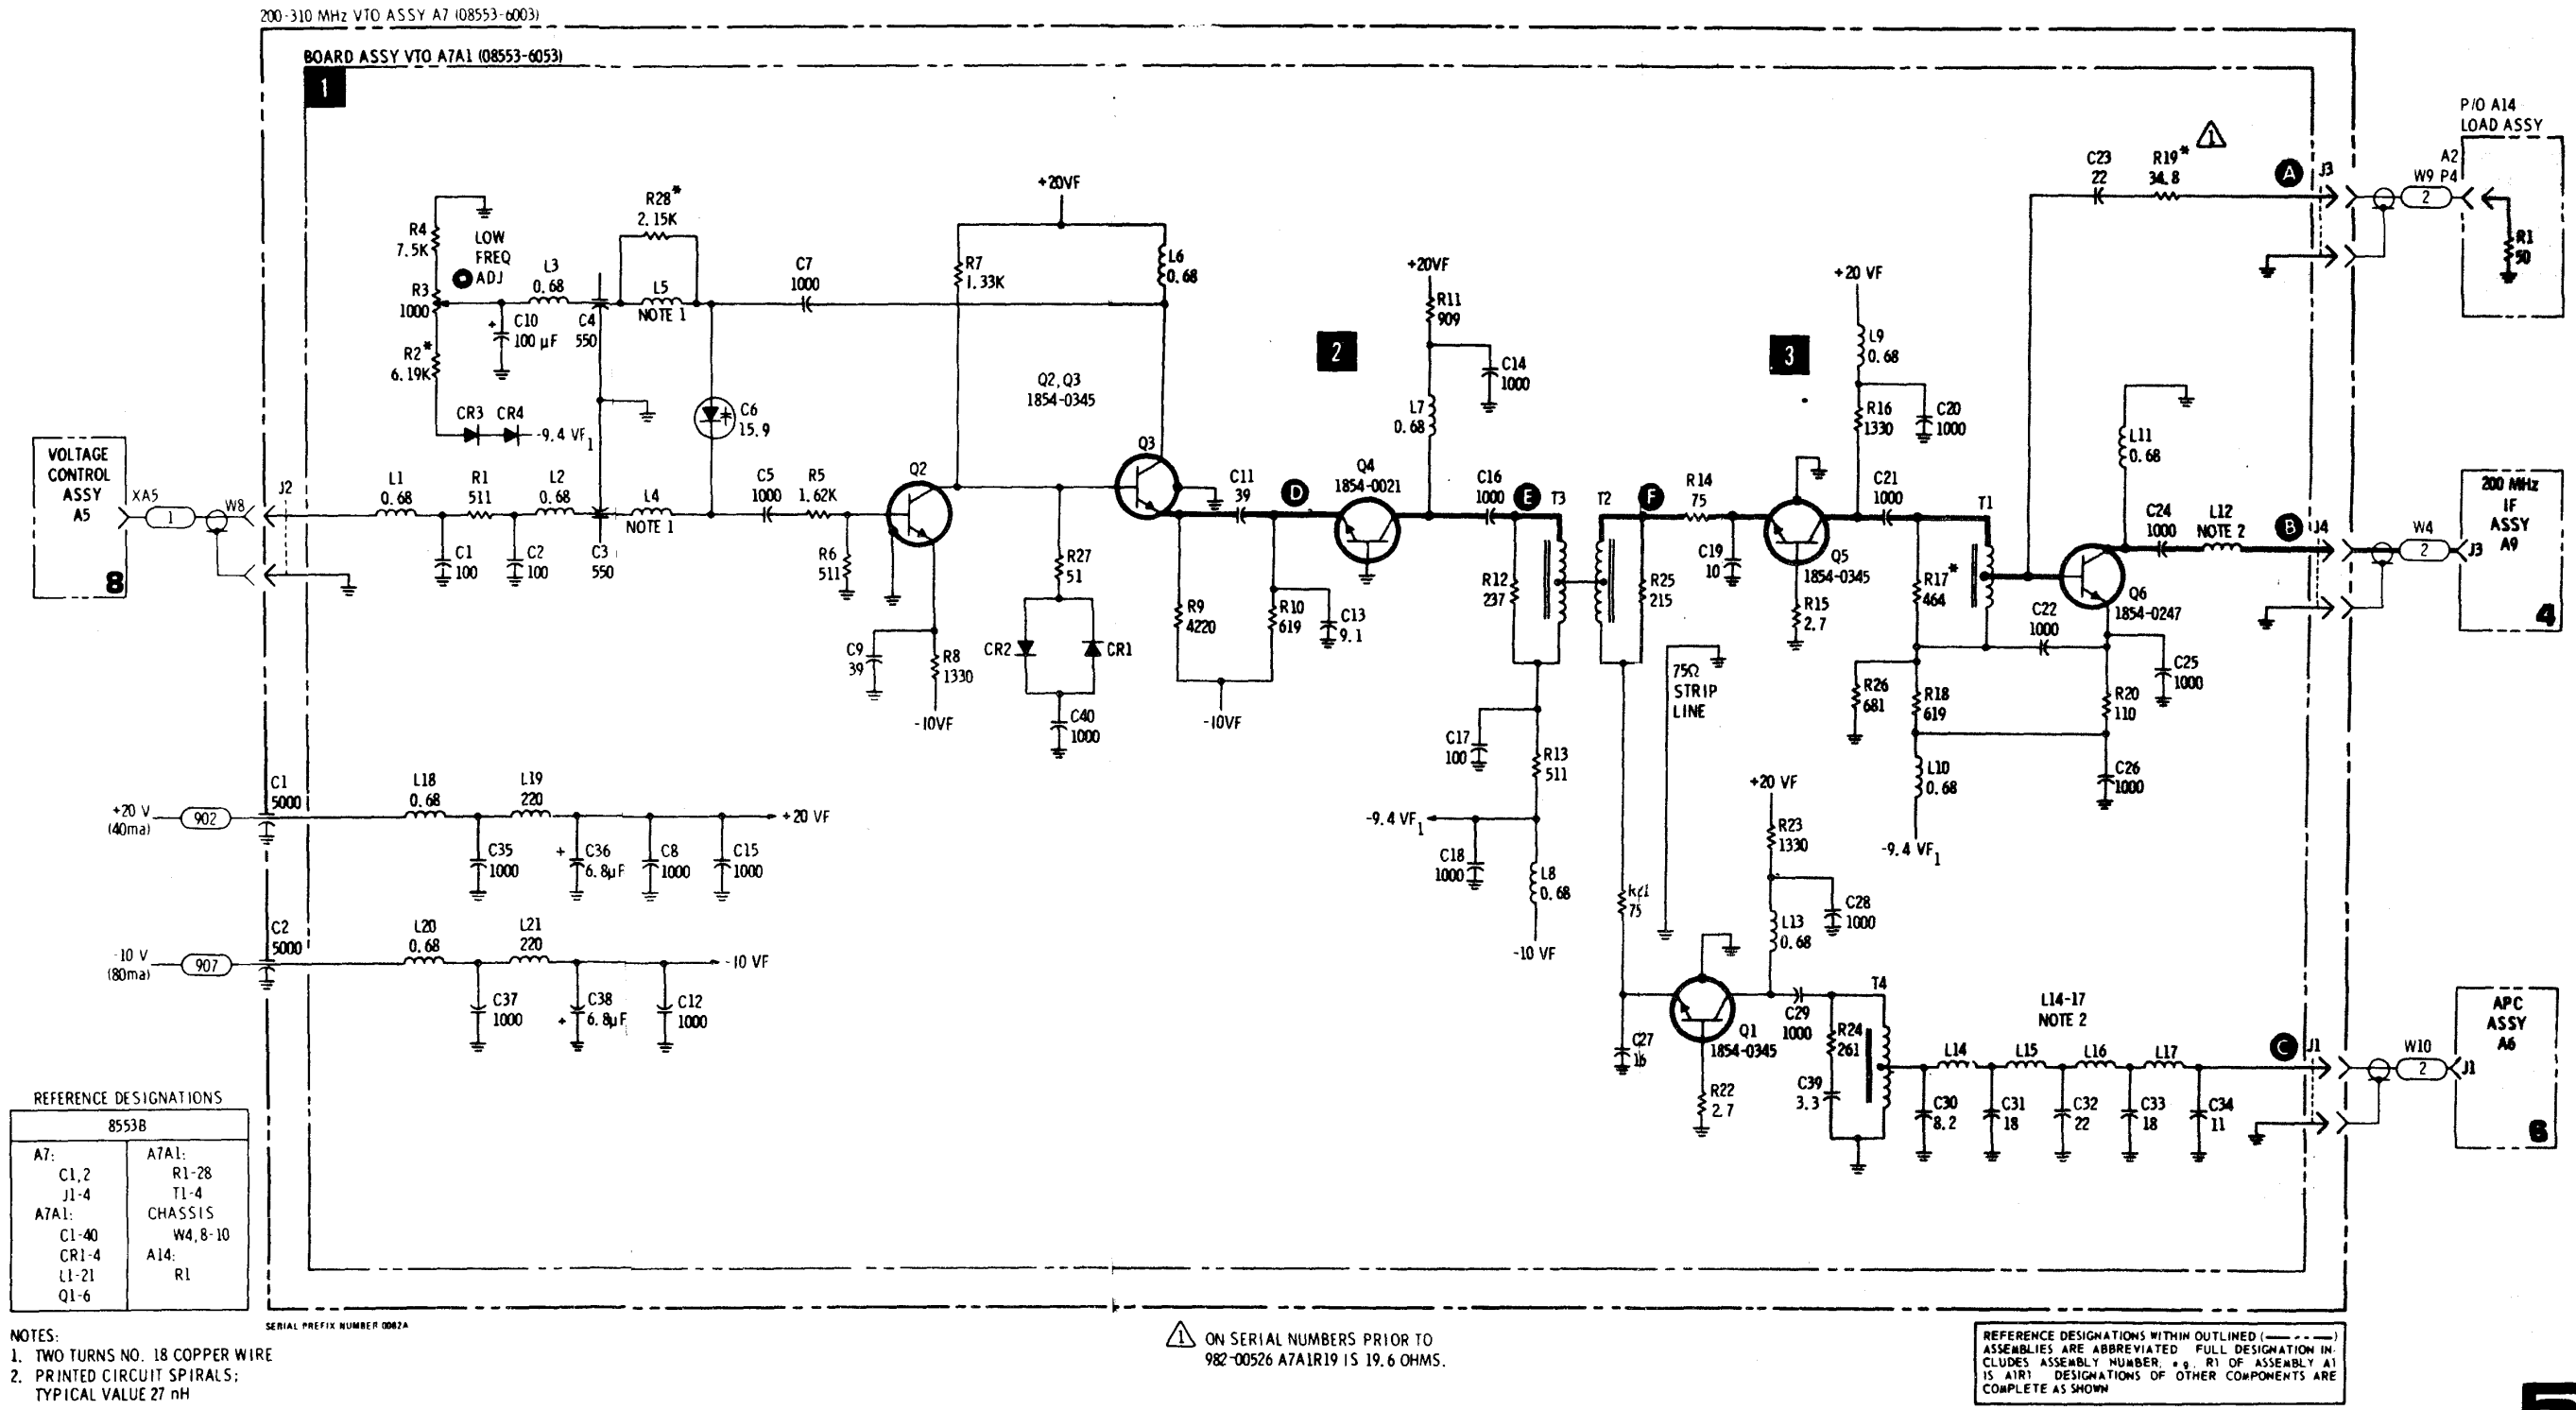 200-310 MHz VTO ASSY A7 (08553-6003)
BOARD ASSY VTO A7A1 (08553-6053)
1
R4
7.5K
LOW
FREQ
ADJ
R3
1000
R2*
6.19K
CR3
CR4
-9.4 VF1
C10
100 µF
L3
0.68
C4
550
R28*
2.15K
L5
NOTE 1
C7
1000
C6
15.9
VOLTAGE
CONTROL
ASSY
A5
8
XA5
1
W8
J2
L1
0.68
R1
511
L2
0.68
C1
100
C2
100
C3
550
L4
NOTE 1
C5
1000
R5
1.62K
R6
511
Q2
R7
1.33K
+20VF
L6
0.68
Q2, Q3
1854-0345
Q3
C9
39
R8
1330
-10VF
R27
51
CR2
CR1
C40
1000
R9
4220
C11
39
D
R10
619
C13
9.1
-10VF
2
Q4
1854-0021
+20VF
R11
909
C14
1000
L7
0.68
C16
1000
E
T3
T2
F
R12
237
R25
215
C17
100
R13
511
-9.4 VF1
C18
1000
L8
0.68
-10 VF
R14
75
C19
10
3
+20 VF
L9
0.68
R16
1330
C20
1000
Q5
1854-0345
R15
2.7
C21
1000
T1
R17*
464
C22
1000
R26
681
R18
619
L10
0.68
-9.4 VF1
Q6
1854-0247
C25
1000
R20
110
C26
1000
L11
0.68
C24
1000
L12
NOTE 2
B
J4
W4
2
J3
200 MHz
IF
ASSY
A9
4
C23
22
R19*
34.8
1
A
J3
W9
2
A2
P4
P/O A14
LOAD ASSY
R1
50
75Ω
STRIP
LINE
75
C27
16
Q1
1854-0345
R22
2.7
+20 VF
R23
1330
C28
1000
L13
0.68
C29
1000
T4
R24
261
C39
3.3
L14-17
NOTE 2
L14
L15
L16
L17
C30
8.2
C31
18
C32
22
C33
18
C34
11
C
J1
W10
2
J1
APC
ASSY
A6
6
+20 V
(40ma)
902
C1
5000
L18
0.68
L19
220
+20 VF
C35
1000
C36
6.8µF
C8
1000
C15
1000
-10 V
(80ma)
907
C2
5000
L20
0.68
L21
220
-10 VF
C37
1000
C38
6.8µF
C12
1000
REFERENCE DESIGNATIONS
8553B
A7:
C1,2
J1-4
A7A1:
C1-40
CR1-4
L1-21
Q1-6
A7A1:
R1-28
T1-4
CHASSIS
W4,8-10
A14:
R1
SERIAL PREFIX NUMBER 0982A
NOTES:
1. TWO TURNS NO. 18 COPPER WIRE
2. PRINTED CIRCUIT SPIRALS;
TYPICAL VALUE 27 nH
1 ON SERIAL NUMBERS PRIOR TO
982-00526 A7A1R19 IS 19.6 OHMS.
REFERENCE DESIGNATIONS WITHIN OUTLINED (— - - —)
ASSEMBLIES ARE ABBREVIATED FULL DESIGNATION IN-
CLUDES ASSEMBLY NUMBER, e.g., R1 OF ASSEMBLY A1
IS A1R1 DESIGNATIONS OF OTHER COMPONENTS ARE
COMPLETE AS SHOWN